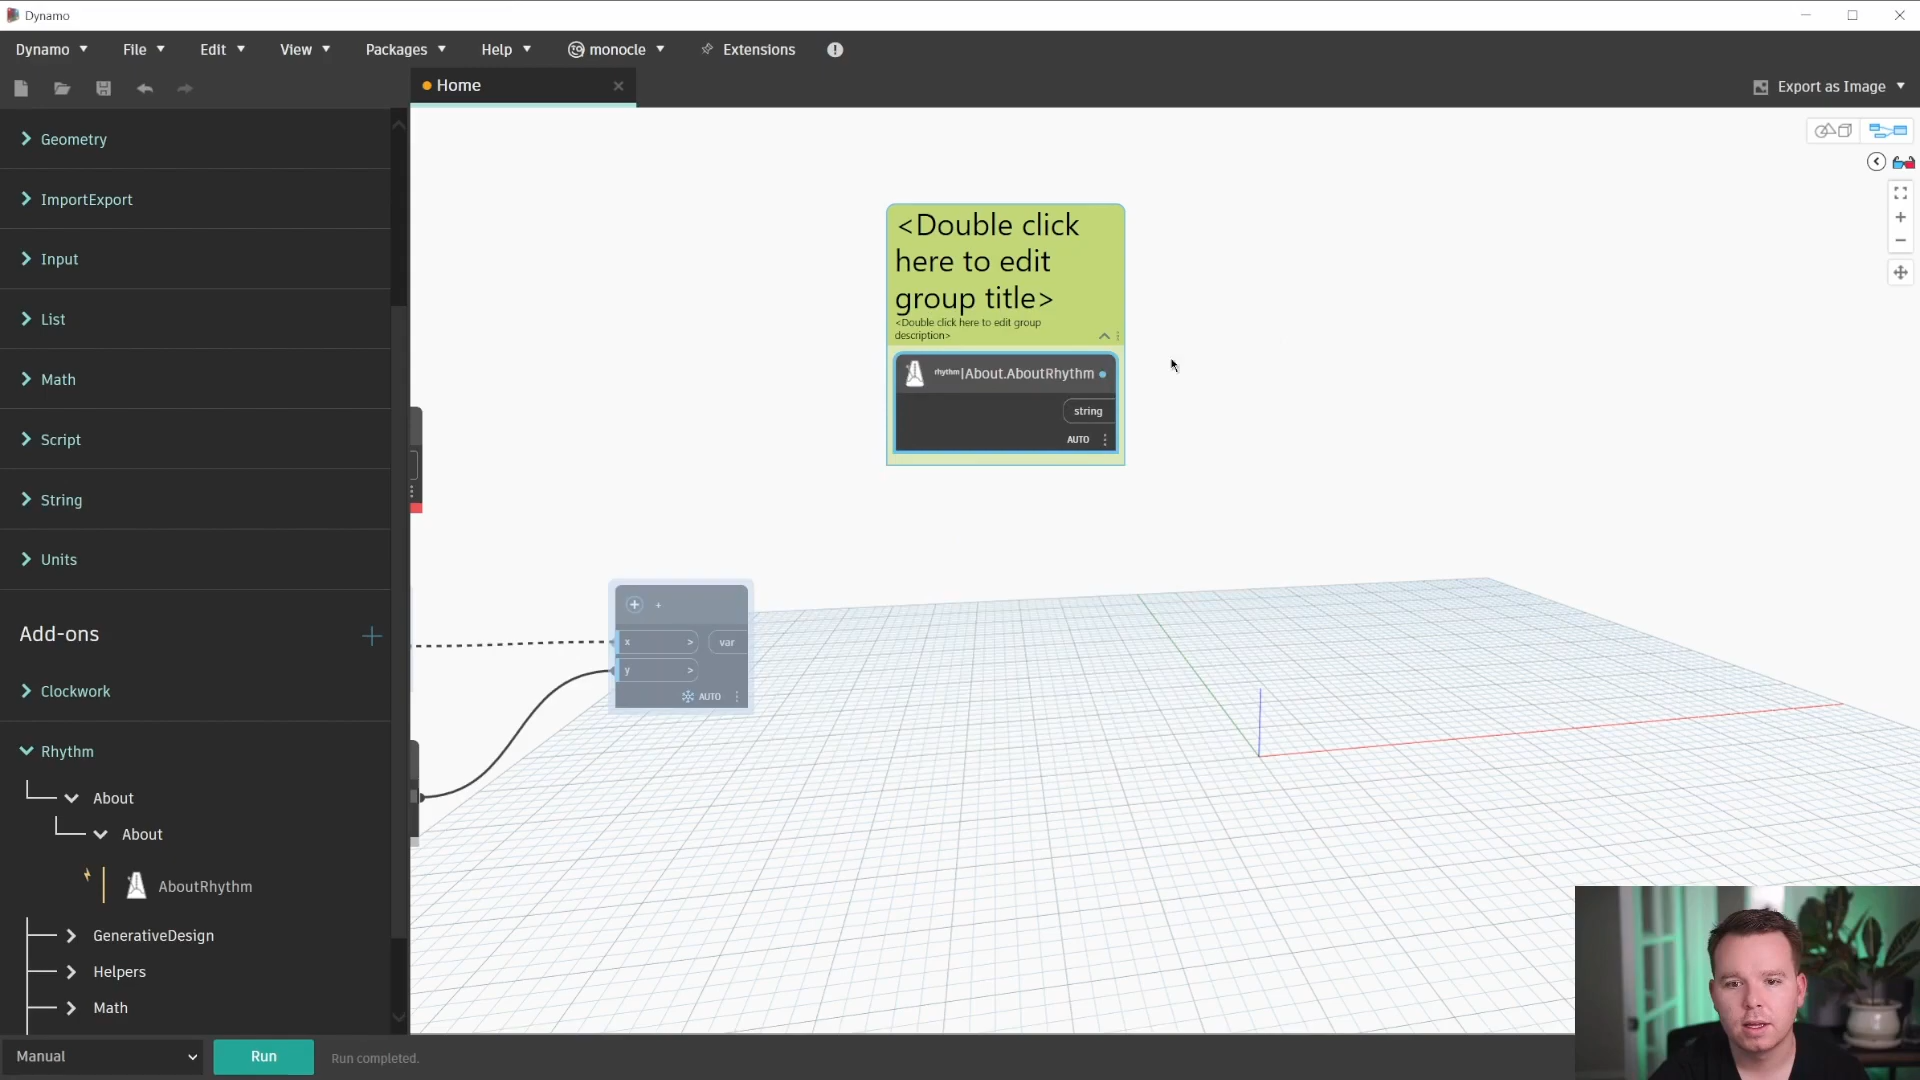 Dynamo
Dynamo File Edit View Packages Help monocle Extensions
Home
Export as Image
Geometry
ImportExport
Input
List
Math
Script
String
Units
Add-ons
Clockwork
Rhythm
About
About
AboutRhythm
GenerativeDesign
Helpers
Math
<Double click
here to edit
group title>
<Double click here to edit group
description>
rhythm|About.AboutRhythm
string
AUTO
+
x > var
y >
AUTO
Manual Run Run completed.